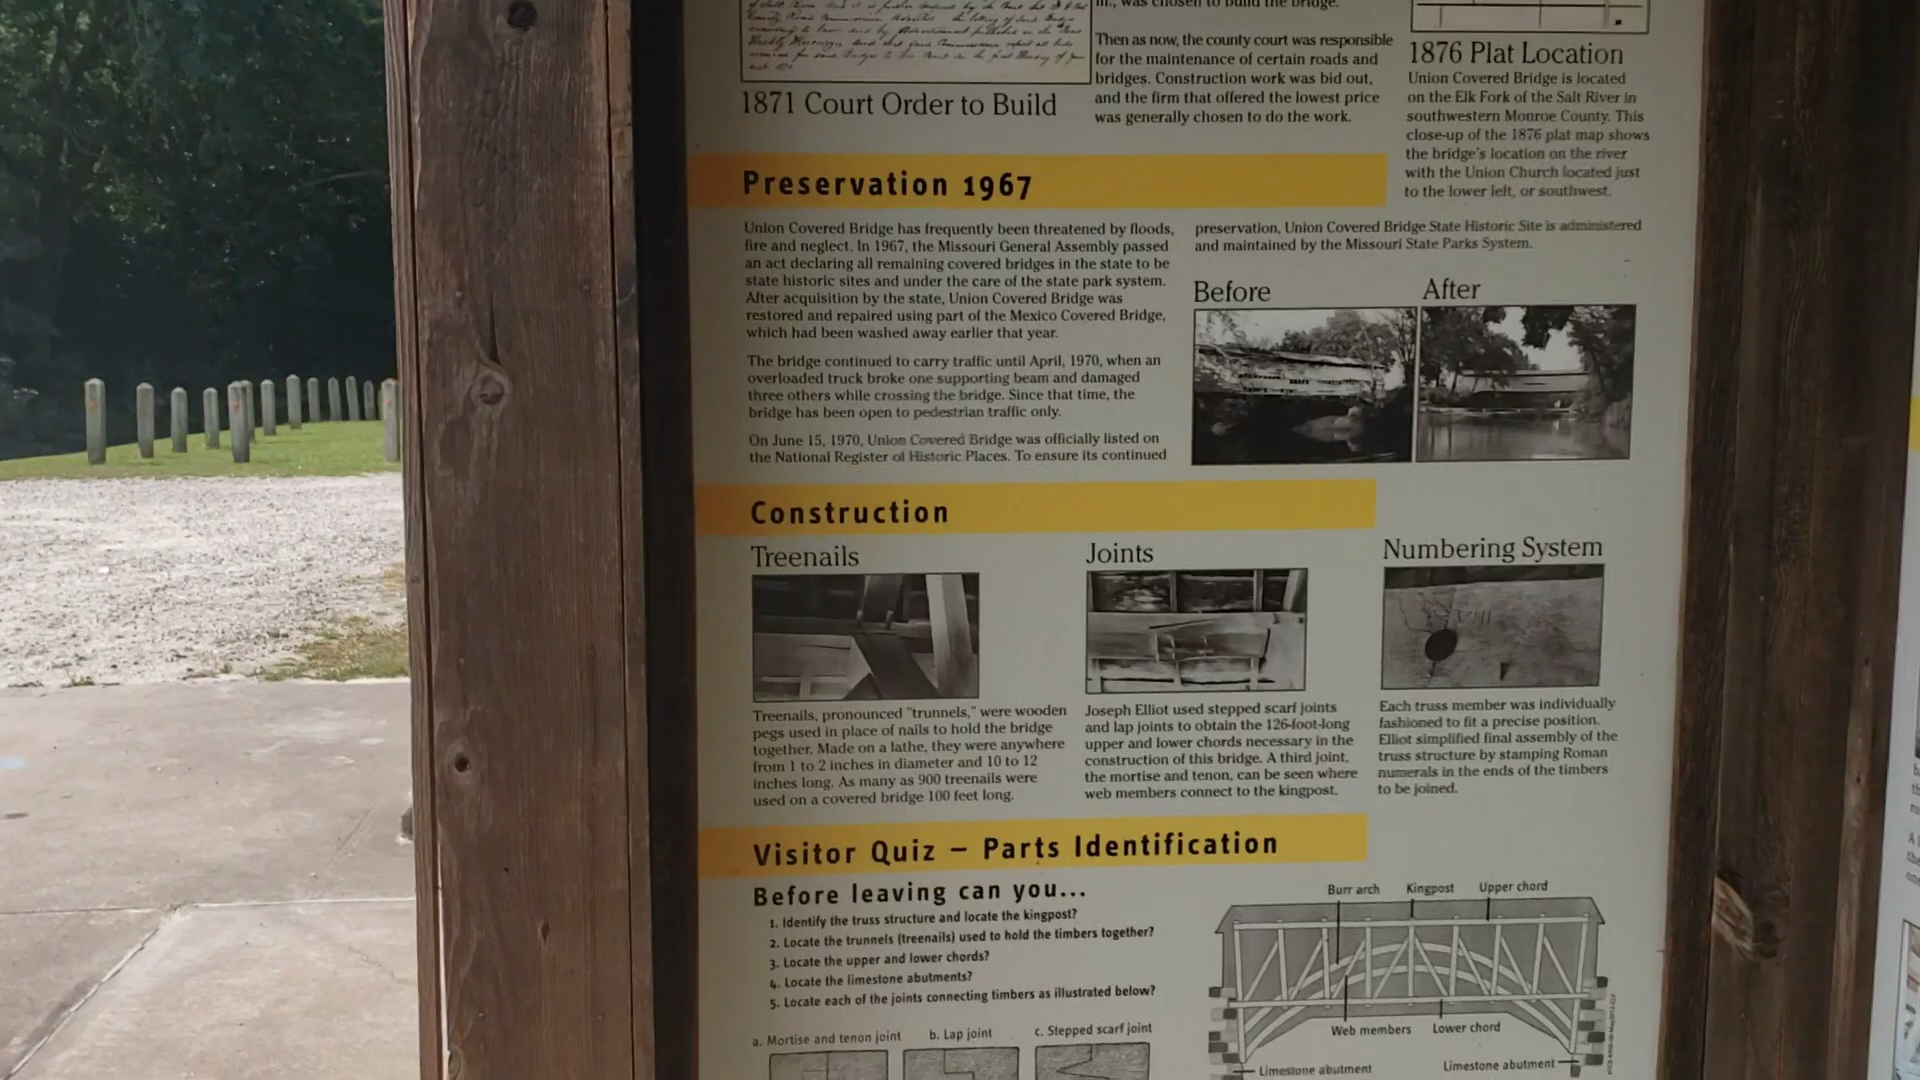 was chosen to build the bridge.
Then as now, the county court was responsible
for the maintenance of certain roads and
bridges. Construction work was bid out,
and the firm that offered the lowest price
was generally chosen to do the work.
1871 Court Order to Build
1876 Plat Location
Union Covered Bridge is located
on the Elk Fork of the Salt River in
southwestern Monroe County. This
close-up of the 1876 plat map shows
the bridge's location on the river
with the Union Church located just
to the lower left, or southwest.
Preservation 1967
Union Covered Bridge has frequently been threatened by floods,
fire and neglect. In 1967, the Missouri General Assembly passed
an act declaring all remaining covered bridges in the state to be
state historic sites and under the care of the state park system.
After acquisition by the state, Union Covered Bridge was
restored and repaired using part of the Mexico Covered Bridge,
which had been washed away earlier that year.
The bridge continued to carry traffic until April, 1970, when an
overloaded truck broke one supporting beam and damaged
three others while crossing the bridge. Since that time, the
bridge has been open to pedestrian traffic only.
On June 15, 1970, Union Covered Bridge was officially listed on
the National Register of Historic Places. To ensure its continued
preservation, Union Covered Bridge State Historic Site is administered
and maintained by the Missouri State Parks System.
Before
After
Construction
Treenails
Treenails, pronounced "trunnels," were wooden
pegs used in place of nails to hold the bridge
together. Made on a lathe, they were anywhere
from 1 to 2 inches in diameter and 10 to 12
inches long. As many as 900 treenails were
used on a covered bridge 100 feet long.
Joints
Joseph Elliot used stepped scarf joints
and lap joints to obtain the 126-foot-long
upper and lower chords necessary in the
construction of this bridge. A third joint,
the mortise and tenon, can be seen where
web members connect to the kingpost.
Numbering System
Each truss member was individually
fashioned to fit a precise position.
Elliot simplified final assembly of the
truss structure by stamping Roman
numerals in the ends of the timbers
to be joined.
Visitor Quiz – Parts Identification
Before leaving can you...
1. Identify the truss structure and locate the kingpost?
2. Locate the trunnels (treenails) used to hold the timbers together?
3. Locate the upper and lower chords?
4. Locate the limestone abutments?
5. Locate each of the joints connecting timbers as illustrated below?
a. Mortise and tenon joint
b. Lap joint
c. Stepped scarf joint
Burr arch
Kingpost
Upper chord
Web members
Lower chord
Limestone abutment
Limestone abutment